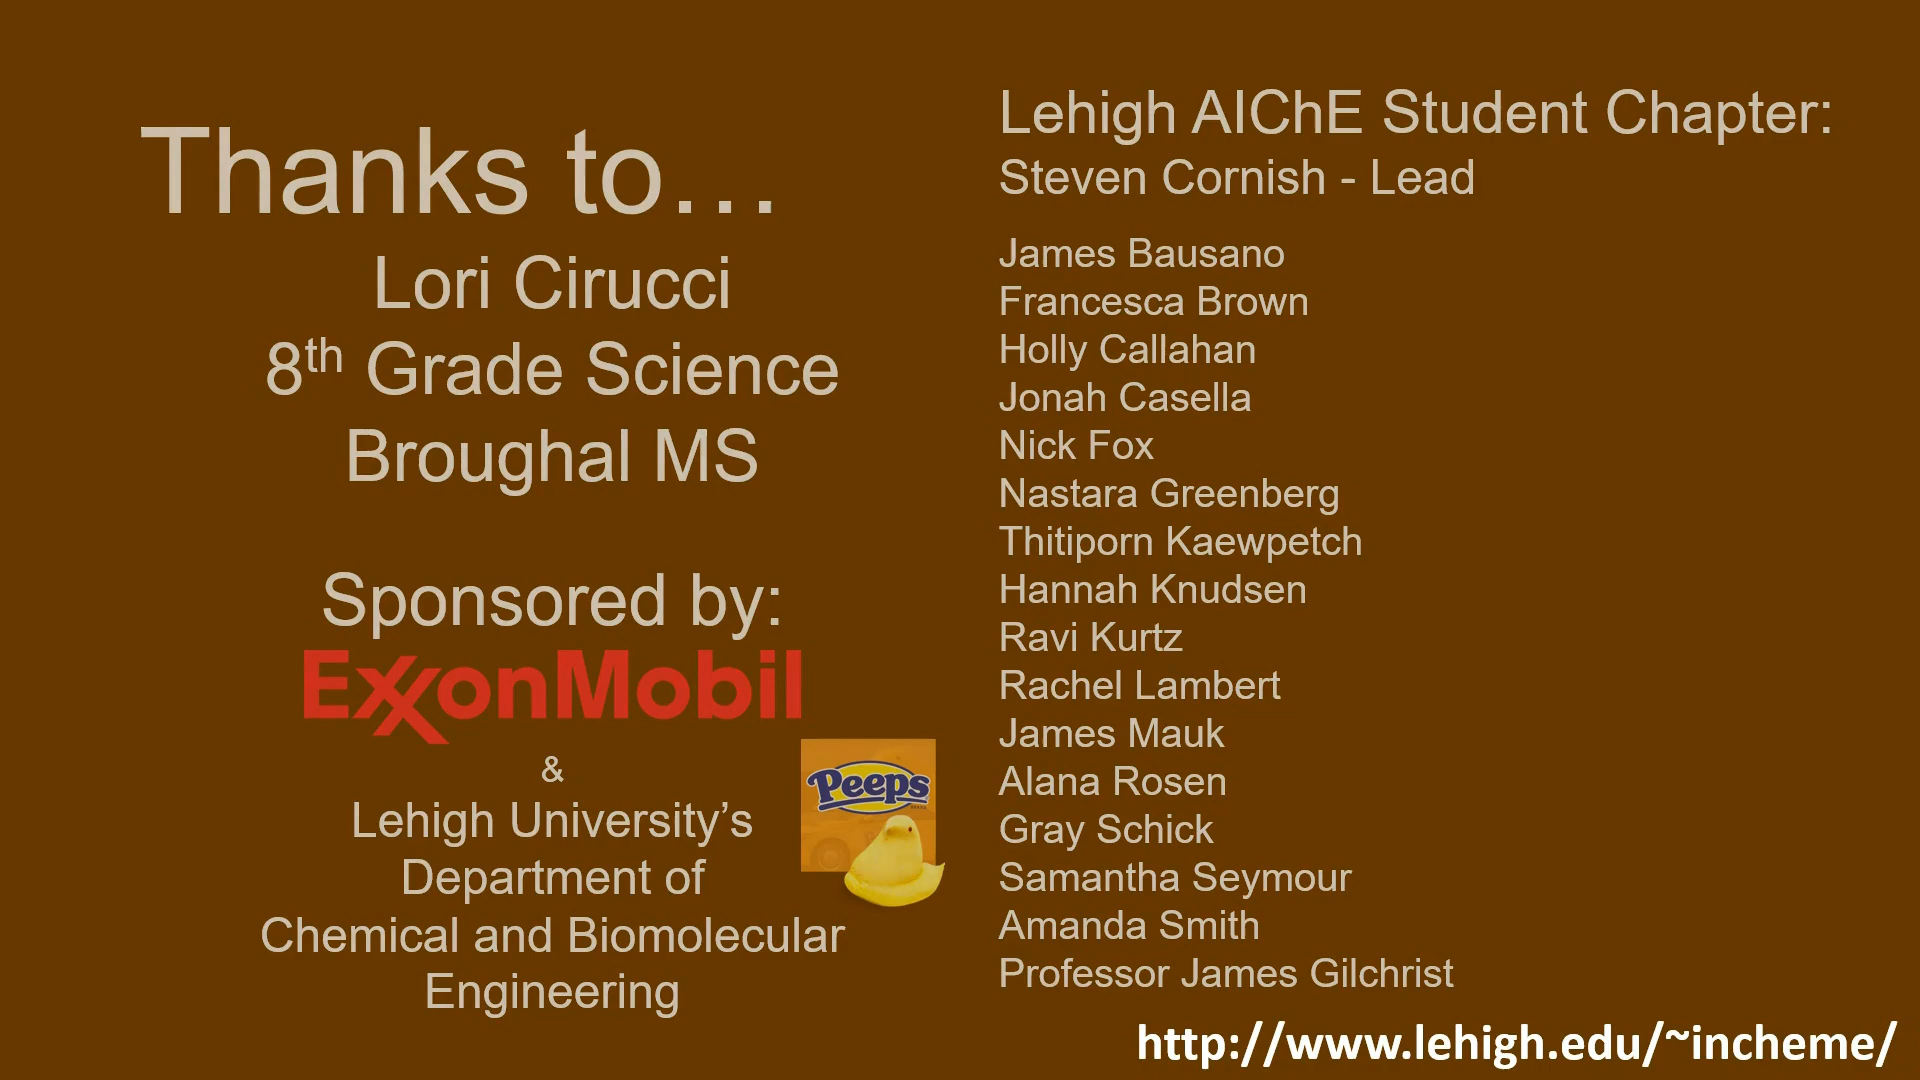 Thanks to...
Lori Cirucci
8th Grade Science
Broughal MS
Sponsored by:
ExxonMobil
&
Peeps
Lehigh University’s
Department of
Chemical and Biomolecular
Engineering
Lehigh AIChE Student Chapter:
Steven Cornish - Lead
James Bausano
Francesca Brown
Holly Callahan
Jonah Casella
Nick Fox
Nastara Greenberg
Thitiporn Kaewpetch
Hannah Knudsen
Ravi Kurtz
Rachel Lambert
James Mauk
Alana Rosen
Gray Schick
Samantha Seymour
Amanda Smith
Professor James Gilchrist
http://www.lehigh.edu/~incheme/